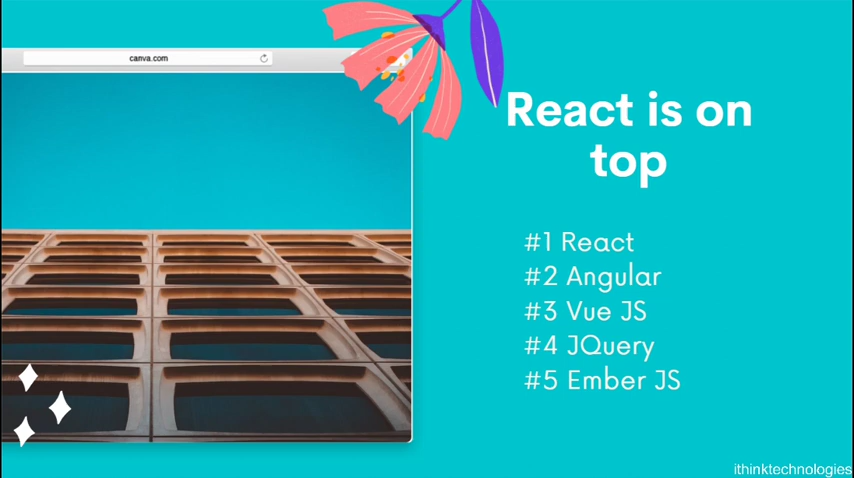 canva.com
React is on
top
#1 React
#2 Angular
#3 Vue JS
#4 JQuery
#5 Ember JS
ithinktechnologies